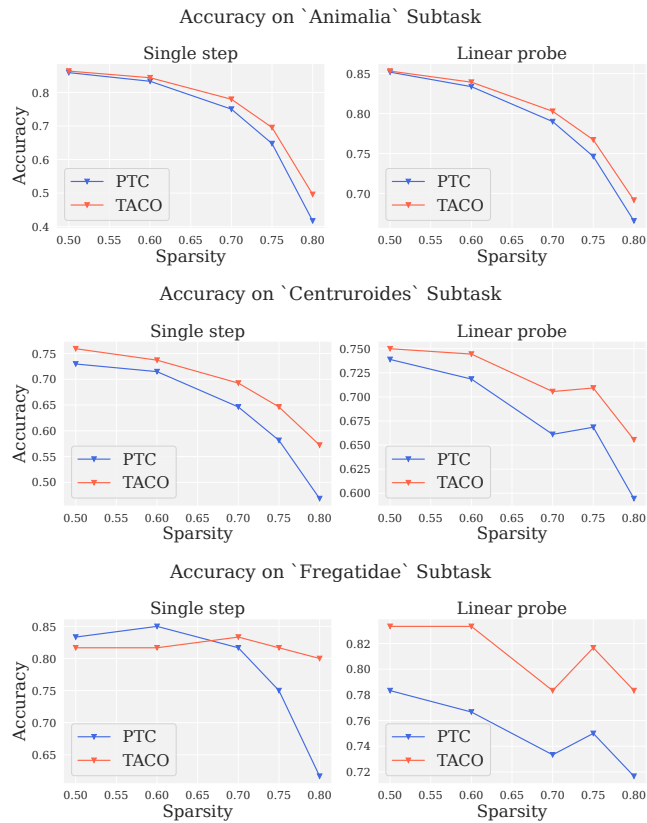 Accuracy on `Animalia` Subtask
Single step
Linear probe
Accuracy
0.8
0.7
0.6
0.5
0.4
PTC
TACO
0.50 0.55 0.60 0.65 0.70 0.75 0.80
Sparsity
0.85
0.80
0.75
0.70
PTC
TACO
0.50 0.55 0.60 0.65 0.70 0.75 0.80
Sparsity
Accuracy on `Centruroides` Subtask
Single step
Linear probe
Accuracy
0.75
0.70
0.65
0.60
0.55
0.50
PTC
TACO
0.50 0.55 0.60 0.65 0.70 0.75 0.80
Sparsity
0.750
0.725
0.700
0.675
0.650
0.625
0.600
PTC
TACO
0.50 0.55 0.60 0.65 0.70 0.75 0.80
Sparsity
Accuracy on `Fregatidae` Subtask
Single step
Linear probe
Accuracy
0.85
0.80
0.75
0.70
0.65
PTC
TACO
0.50 0.55 0.60 0.65 0.70 0.75 0.80
Sparsity
0.82
0.80
0.78
0.76
0.74
0.72
PTC
TACO
0.50 0.55 0.60 0.65 0.70 0.75 0.80
Sparsity